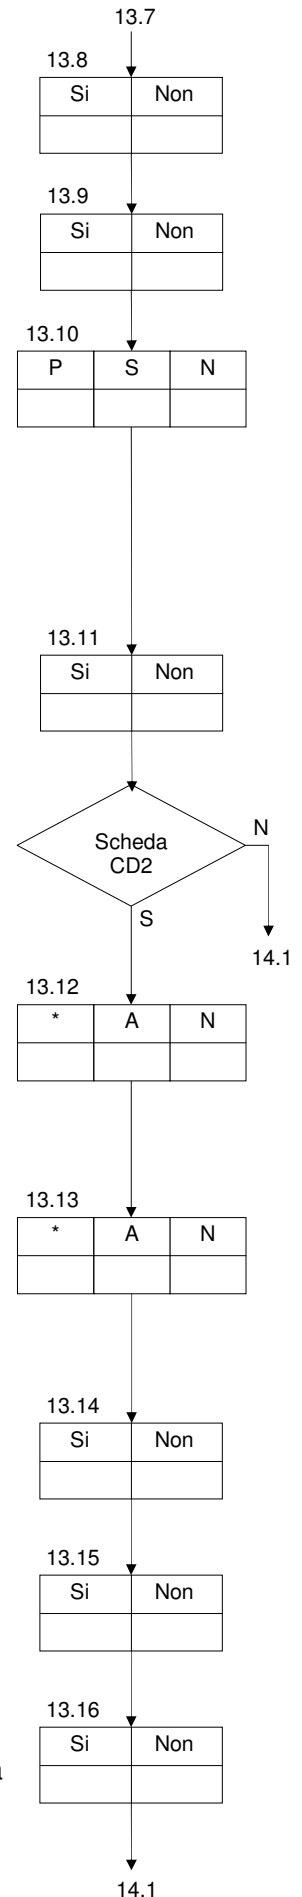 13.7
13.8
Si Non
13.9
Si Non
13.10
P S N
13.11
Si Non
Scheda
CD2
N
S
14.1
13.12
* A N
13.13
* A N
13.14
Si Non
13.15
Si Non
13.16
Si Non
14.1